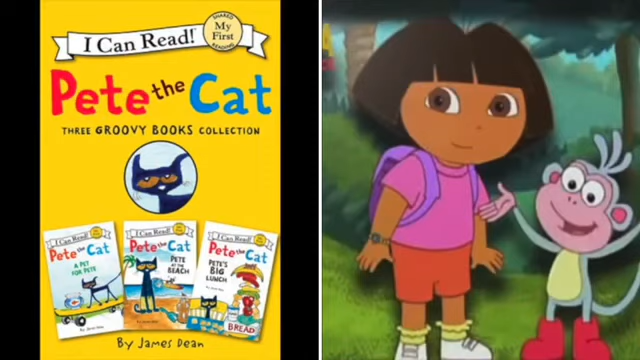 I Can Read!
SHARED
My
First
READING
Pete the Cat
THREE GROOVY BOOKS COLLECTION
I Can Read!
Pete the Cat
A PET
FOR PETE
I Can Read!
Pete the Cat
PETE
AT THE
BEACH
I Can Read!
Pete the Cat
PETE'S
BIG
LUNCH
BREAD
By James Dean